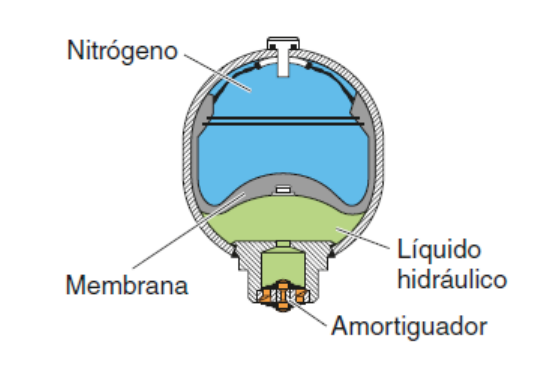 Nitrógeno
Membrana
Líquido
hidráulico
Amortiguador